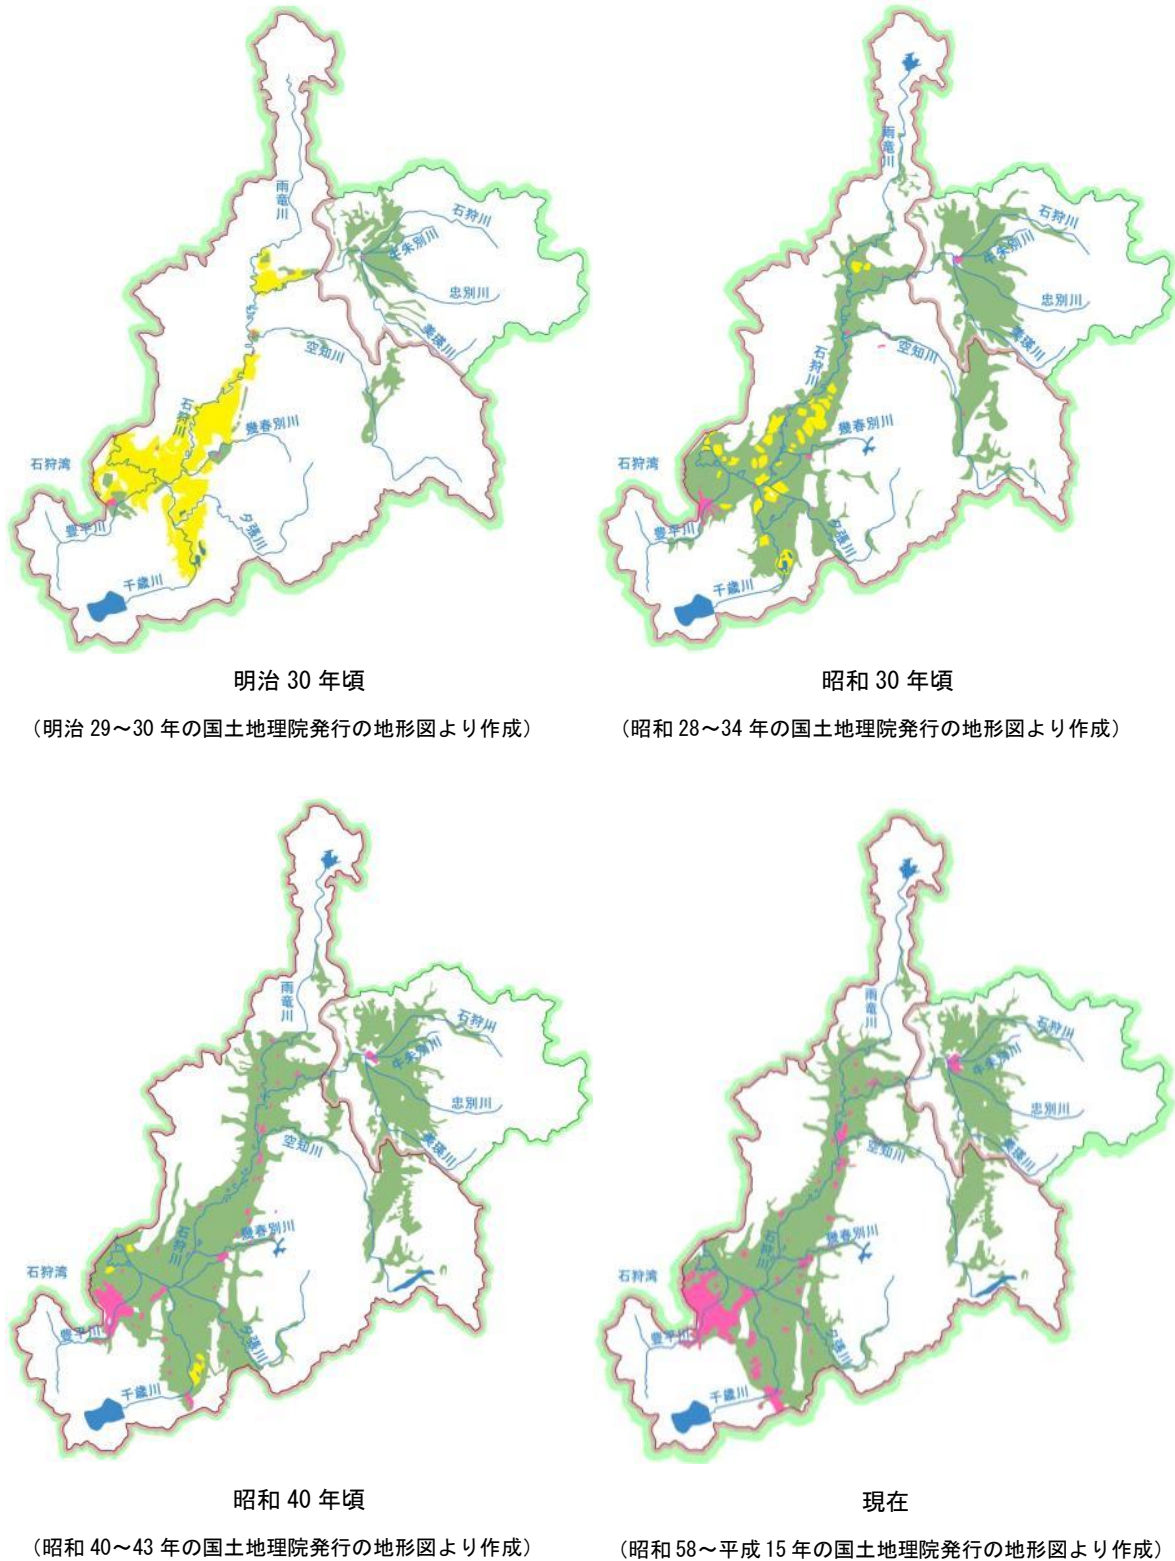 雨竜川
石狩川
牛朱別川
忠別川
美瑛川
空知川
石狩川
幾春別川
石狩湾
豊平川
夕張川
千歳川
明治 30 年頃
(明治 29～30 年の国土地理院発行の地形図より作成)
雨竜川
石狩川
牛朱別川
忠別川
美瑛川
空知川
石狩川
幾春別川
石狩湾
豊平川
夕張川
千歳川
昭和 30 年頃
(昭和 28～34 年の国土地理院発行の地形図より作成)
雨竜川
石狩川
牛朱別川
忠別川
美瑛川
空知川
石狩川
幾春別川
石狩湾
豊平川
夕張川
千歳川
昭和 40 年頃
(昭和 40～43 年の国土地理院発行の地形図より作成)
雨竜川
石狩川
牛朱別川
忠別川
美瑛川
空知川
石狩川
幾春別川
石狩湾
豊平川
夕張川
千歳川
現在
(昭和 58～平成 15 年の国土地理院発行の地形図より作成)